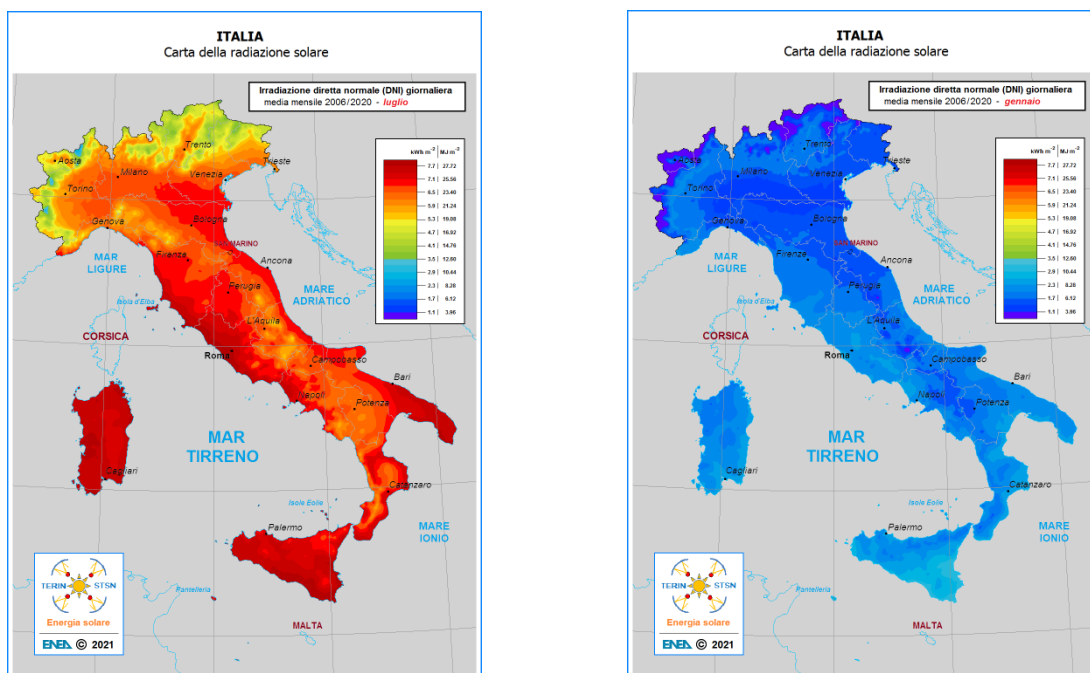 ITALIA
Carta della radiazione solare
Irradiazione diretta normale (DNI) giornaliera
media mensile 2006/2020 - luglio
kWh m⁻² MJ m⁻²
7.7 27.72
7.1 25.56
6.5 23.40
5.9 21.24
5.3 19.08
4.7 16.92
4.1 14.76
3.5 12.60
2.9 10.44
2.3 8.28
1.7 6.12
1.1 3.96
Trento
Aosta
Trieste
Milano
Venezia
Torino
Genova
Bologna
SAN MARINO
MAR
LIGURE
Firenze
Ancona
Perugia
MARE
ADRIATICO
Isola d'Elba
L'Aquila
CORSICA
Roma
Campobasso
Bari
Napoli
Potenza
MAR
TIRRENO
Cagliari
Catanzaro
Isole Eolie
Palermo
MARE
IONIO
TERIN STSN
Energia solare
Pantelleria
ENEA © 2021
MALTA
ITALIA
Carta della radiazione solare
Irradiazione diretta normale (DNI) giornaliera
media mensile 2006/2020 - gennaio
kWh m⁻² MJ m⁻²
7.7 27.72
7.1 25.56
6.5 23.40
5.9 21.24
5.3 19.08
4.7 16.92
4.1 14.76
3.5 12.60
2.9 10.44
2.3 8.28
1.7 6.12
1.1 3.96
Trento
Aosta
Trieste
Milano
Venezia
Torino
Genova
Bologna
SAN MARINO
MAR
LIGURE
Firenze
Ancona
Perugia
MARE
ADRIATICO
Isola d'Elba
L'Aquila
CORSICA
Roma
Campobasso
Bari
Napoli
Potenza
MAR
TIRRENO
Cagliari
Catanzaro
Isole Eolie
Palermo
MARE
IONIO
TERIN STSN
Energia solare
Pantelleria
ENEA © 2021
MALTA